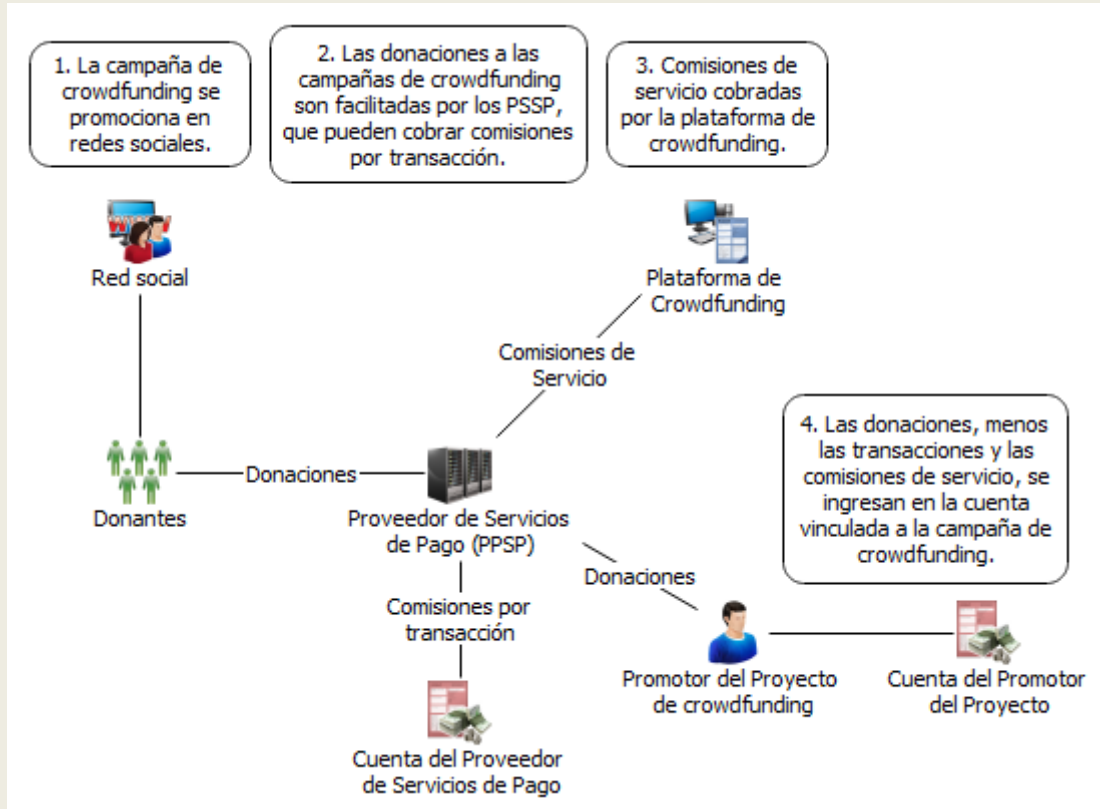 1. La campaña de
crowdfunding se
promociona en
redes sociales.
2. Las donaciones a las
campañas de crowdfunding
son facilitadas por los PSSP,
que pueden cobrar comisiones
por transacción.
3. Comisiones de
servicio cobradas
por la plataforma de
crowdfunding.
Red social
Plataforma de
Crowdfunding
Comisiones de
Servicio
4. Las donaciones, menos
las transacciones y las
comisiones de servicio, se
ingresan en la cuenta
vinculada a la campaña de
crowdfunding.
Donaciones
Donantes
Proveedor de Servicios
de Pago (PPSP)
Donaciones
Comisiones por
transacción
Promotor del Proyecto
de crowdfunding
Cuenta del Promotor
del Proyecto
Cuenta del Proveedor
de Servicios de Pago